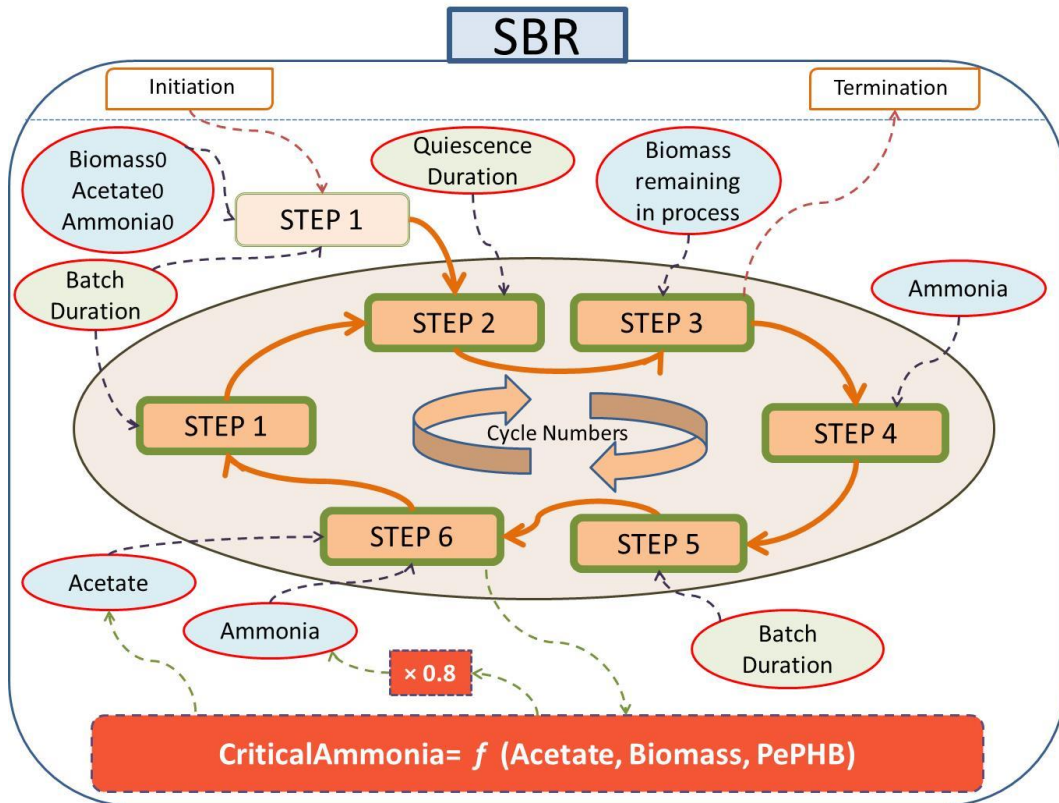 SBR
Initiation
Termination
Biomass0
Acetate0
Ammonia0
Quiescence
Duration
Biomass
remaining
in process
STEP 1
Batch
Duration
Ammonia
STEP 2
STEP 3
STEP 1
Cycle Numbers
STEP 4
STEP 6
STEP 5
Acetate
Ammonia
Batch
Duration
× 0.8
CriticalAmmonia= f (Acetate, Biomass, PePHB)